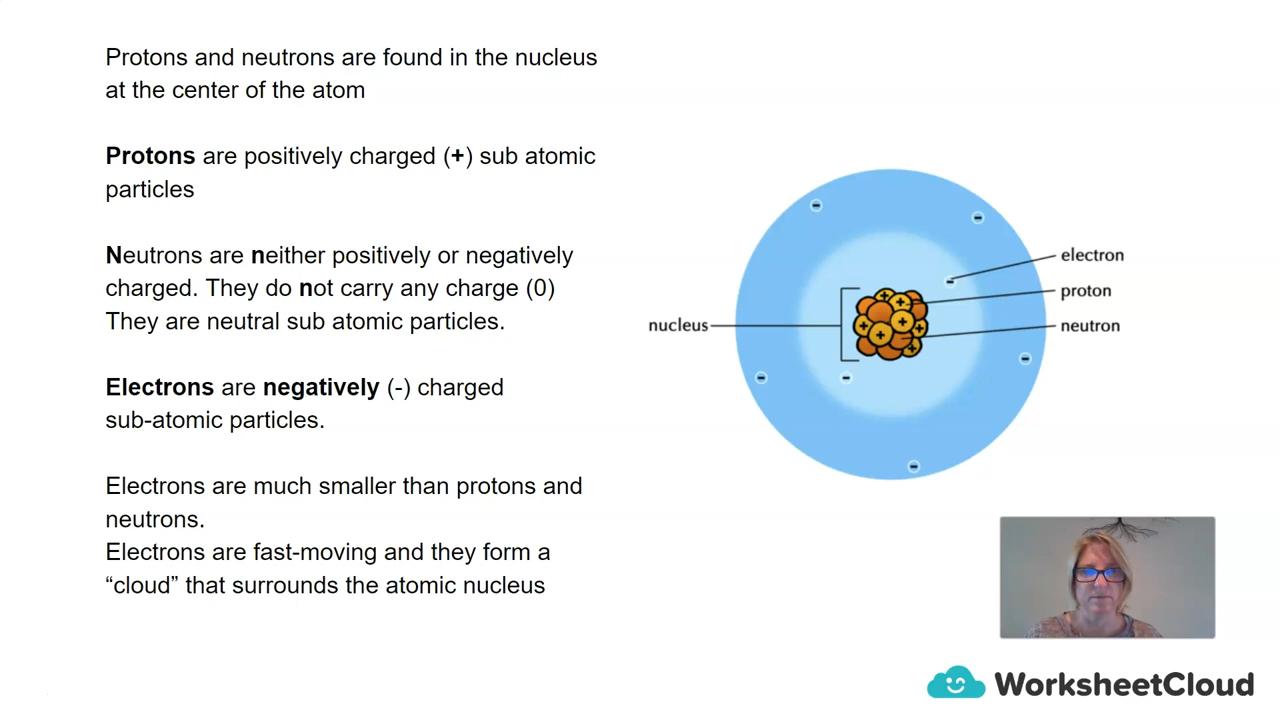 Protons and neutrons are found in the nucleus
at the center of the atom
Protons are positively charged (+) sub atomic
particles
Neutrons are neither positively or negatively
charged. They do not carry any charge (0)
They are neutral sub atomic particles.
Electrons are negatively (-) charged
sub-atomic particles.
Electrons are much smaller than protons and
neutrons.
Electrons are fast-moving and they form a
“cloud” that surrounds the atomic nucleus
electron
proton
nucleus
neutron
WorksheetCloud